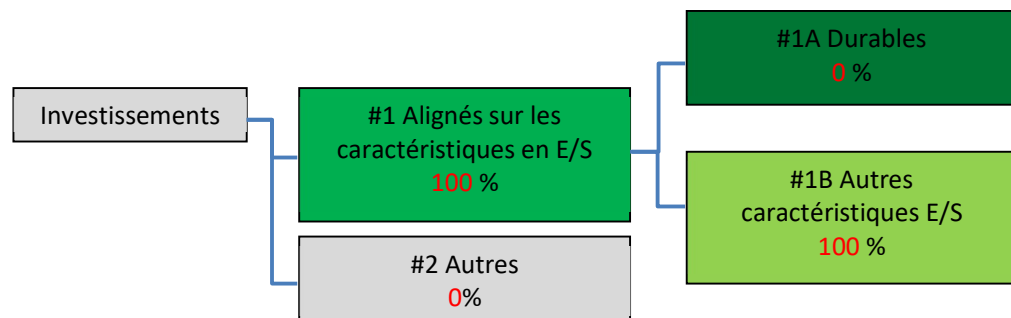 Investissements
#1 Alignés sur les
caractéristiques en E/S
100 %
#2 Autres
0%
#1A Durables
0 %
#1B Autres
caractéristiques E/S
100 %